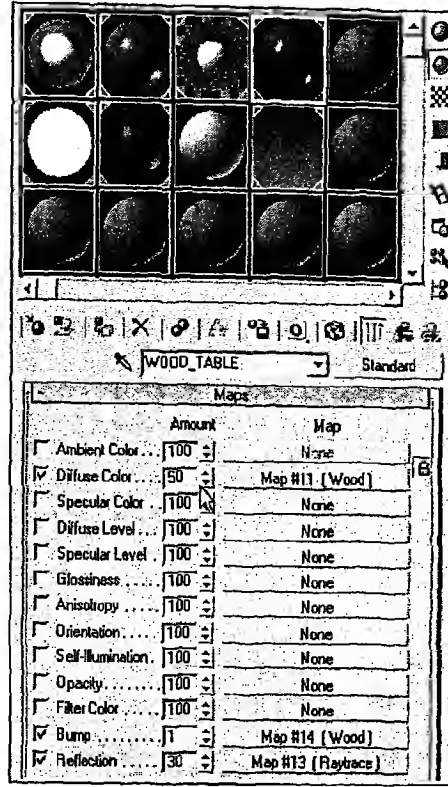 WOOD_TABLE Standard
Maps
Amount Map
Ambient Color... 100 None
Diffuse Color.... 50 Map #11 (Wood)
Specular Color. 100 None
Diffuse Level... 100 None
Specular Level. 100 None
Glossiness...... 100 None
Anisotropy..... 100 None
Orientation...... 100 None
Self-Illumination. 100 None
Opacity......... 100 None
Filter Color..... 100 None
Bump.......... 1 Map #14 (Wood)
Reflection...... 30 Map #13 (Raytrace)